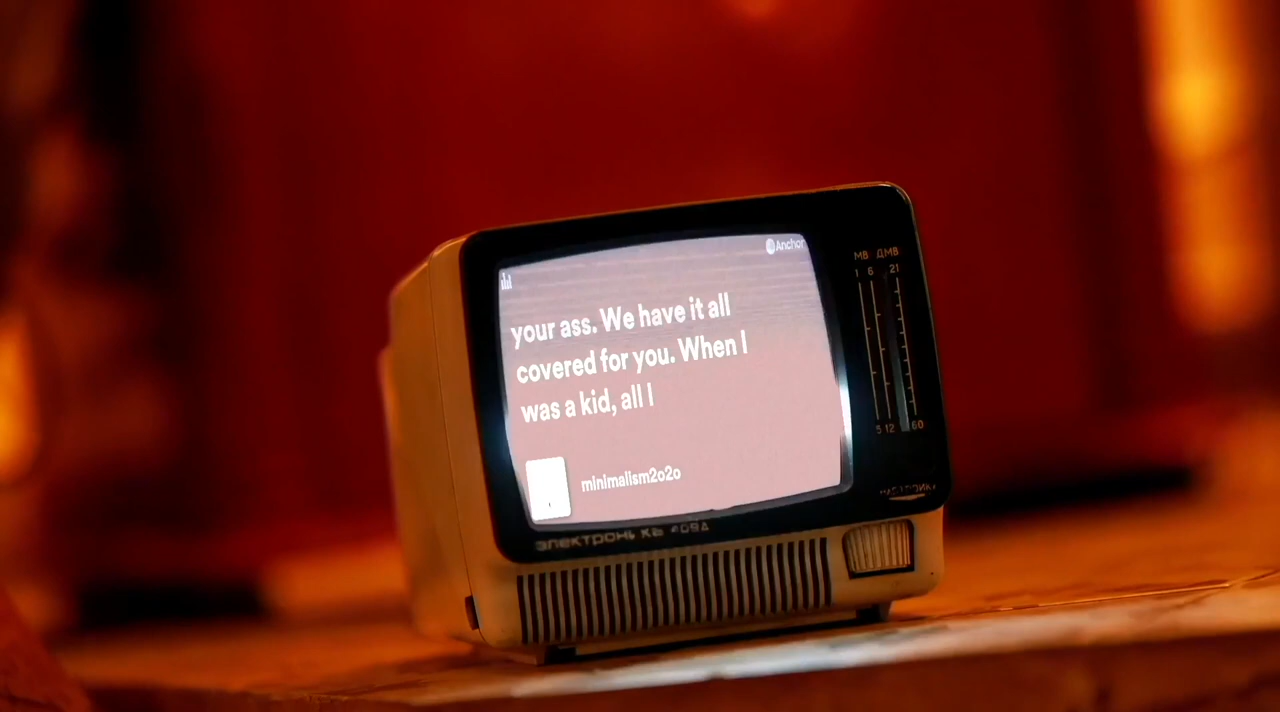 Anchor
your ass. We have it all
covered for you. When I
was a kid, all I
minimalism2o2o
МВ ДМВ
1 6 21
5 12 60
НАСТРОЙКА